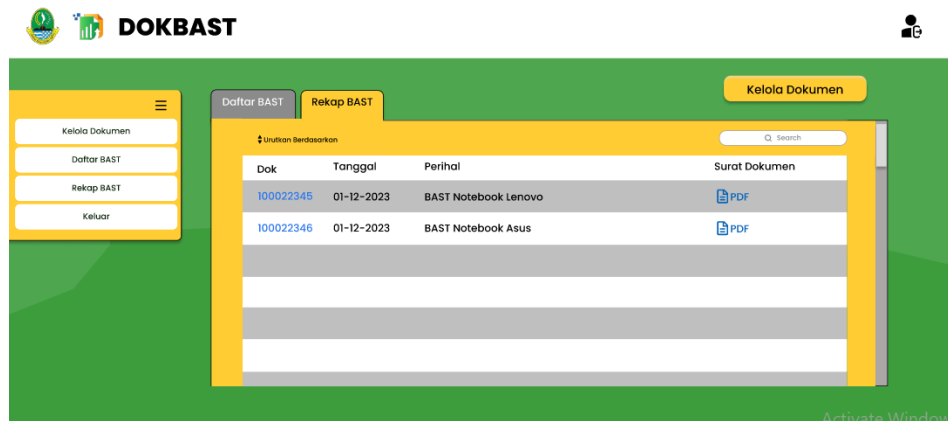 DOKBAST
Kelola Dokumen
Daftar BAST
Rekap BAST
Keluar
Daftar BAST
Rekap BAST
Kelola Dokumen
Urutkan Berdasarkan
Search
Dok Tanggal Perihal Surat Dokumen
100022345 01-12-2023 BAST Notebook Lenovo PDF
100022346 01-12-2023 BAST Notebook Asus PDF
Activate Window